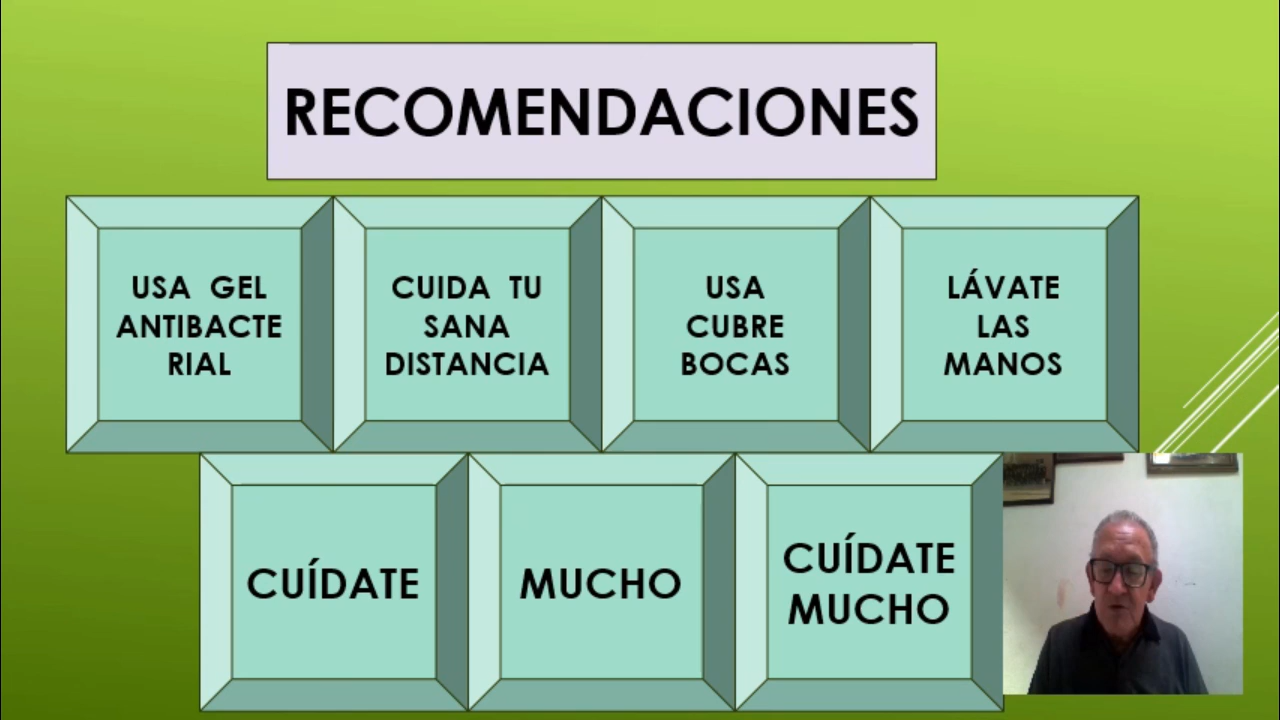 RECOMENDACIONES
USA GEL
ANTIBACTE
RIAL
CUIDA TU
SANA
DISTANCIA
USA
CUBRE
BOCAS
LÁVATE
LAS
MANOS
CUÍDATE
MUCHO
CUÍDATE
MUCHO